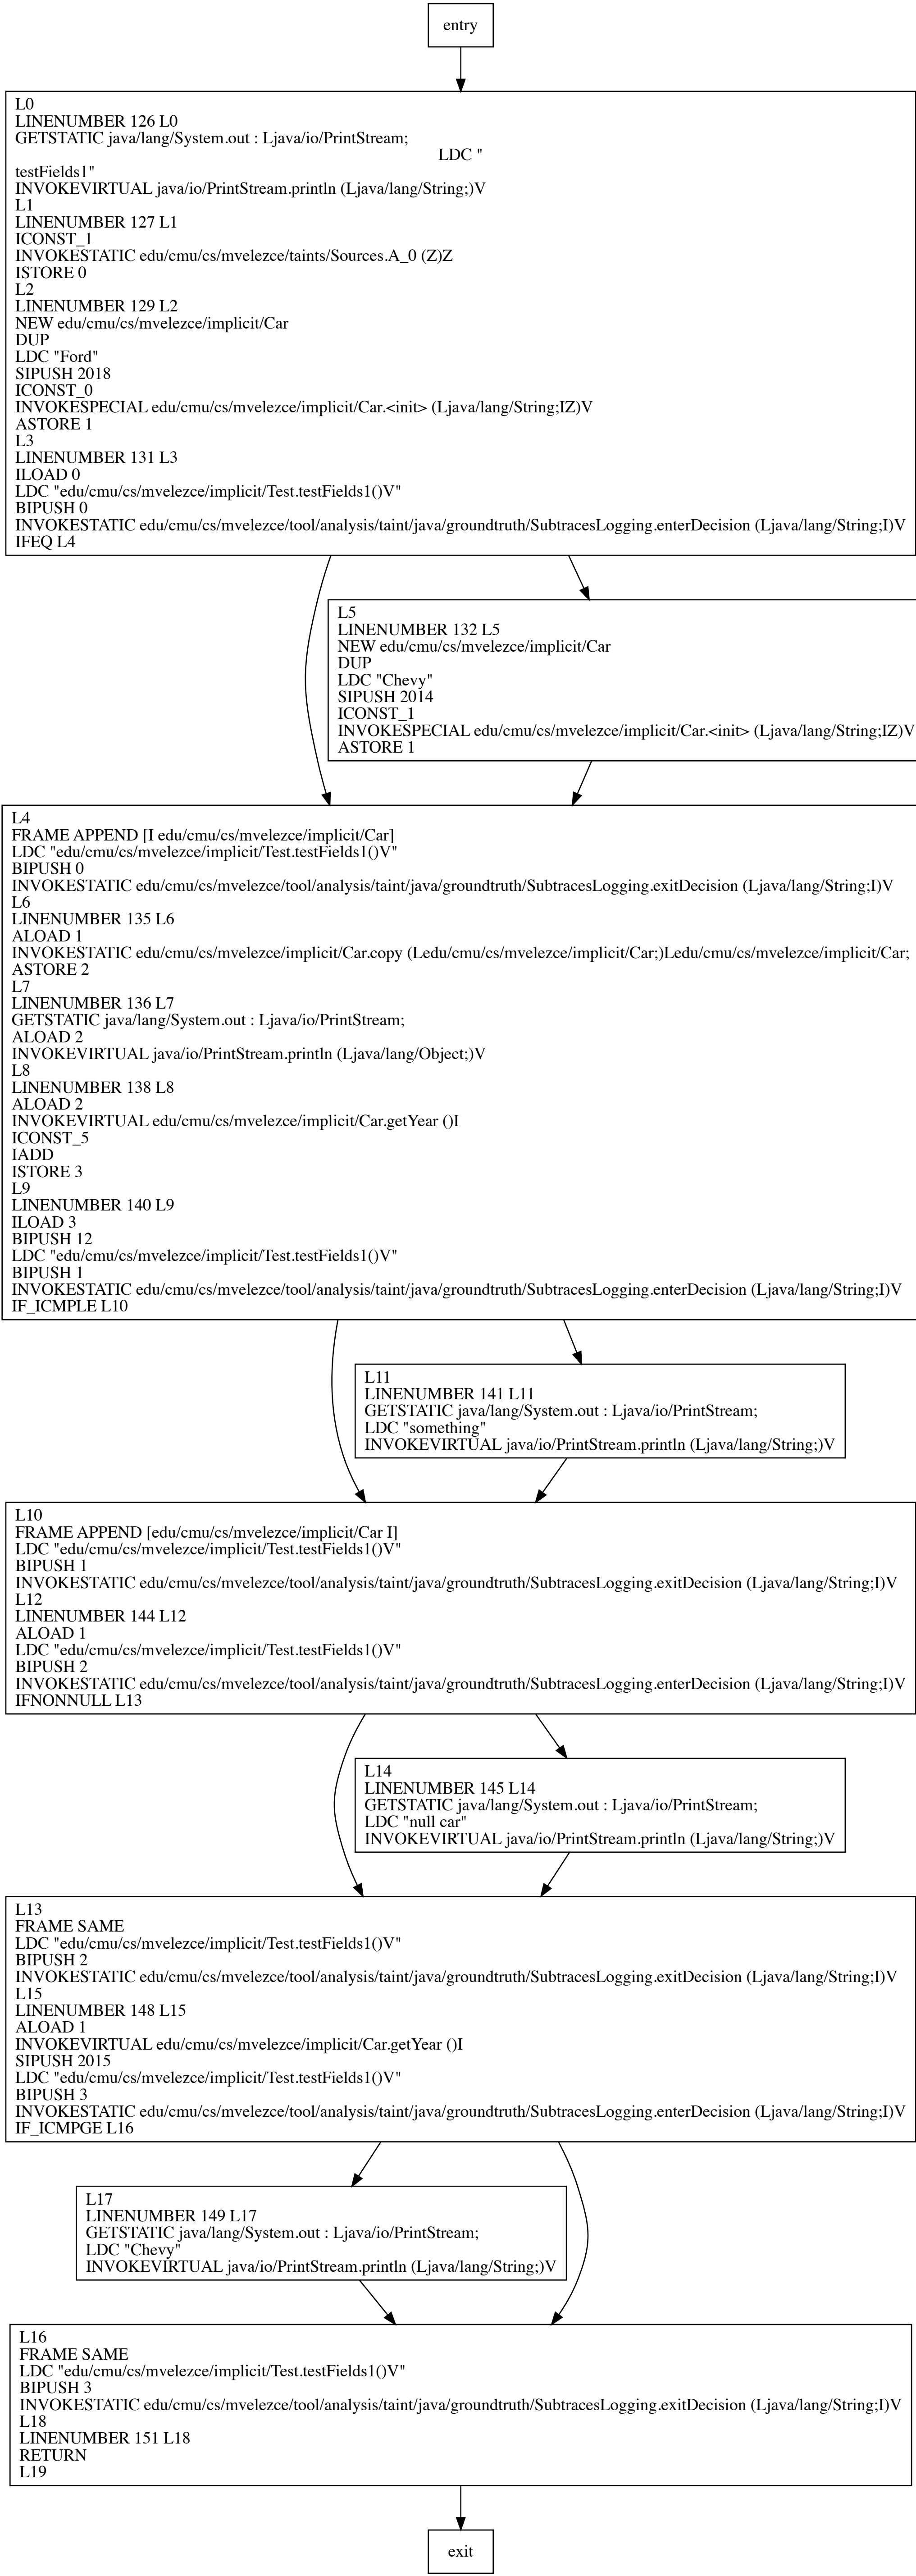 entry
L0
LINENUMBER 126 L0
GETSTATIC java/lang/System.out : Ljava/io/PrintStream;
LDC "
testFields1"
INVOKEVIRTUAL java/io/PrintStream.println (Ljava/lang/String;)V
L1
LINENUMBER 127 L1
ICONST_1
INVOKESTATIC edu/cmu/cs/mvelezce/taints/Sources.A_0 (Z)Z
ISTORE 0
L2
LINENUMBER 129 L2
NEW edu/cmu/cs/mvelezce/implicit/Car
DUP
LDC "Ford"
SIPUSH 2018
ICONST_0
INVOKESPECIAL edu/cmu/cs/mvelezce/implicit/Car.<init> (Ljava/lang/String;IZ)V
ASTORE 1
L3
LINENUMBER 131 L3
ILOAD 0
LDC "edu/cmu/cs/mvelezce/implicit/Test.testFields1()V"
BIPUSH 0
INVOKESTATIC edu/cmu/cs/mvelezce/tool/analysis/taint/java/groundtruth/SubtracesLogging.enterDecision (Ljava/lang/String;I)V
IFEQ L4
L5
LINENUMBER 132 L5
NEW edu/cmu/cs/mvelezce/implicit/Car
DUP
LDC "Chevy"
SIPUSH 2014
ICONST_1
INVOKESPECIAL edu/cmu/cs/mvelezce/implicit/Car.<init> (Ljava/lang/String;IZ)V
ASTORE 1
L4
FRAME APPEND [I edu/cmu/cs/mvelezce/implicit/Car]
LDC "edu/cmu/cs/mvelezce/implicit/Test.testFields1()V"
BIPUSH 0
INVOKESTATIC edu/cmu/cs/mvelezce/tool/analysis/taint/java/groundtruth/SubtracesLogging.exitDecision (Ljava/lang/String;I)V
L6
LINENUMBER 135 L6
ALOAD 1
INVOKESTATIC edu/cmu/cs/mvelezce/implicit/Car.copy (Ledu/cmu/cs/mvelezce/implicit/Car;)Ledu/cmu/cs/mvelezce/implicit/Car;
ASTORE 2
L7
LINENUMBER 136 L7
GETSTATIC java/lang/System.out : Ljava/io/PrintStream;
ALOAD 2
INVOKEVIRTUAL java/io/PrintStream.println (Ljava/lang/Object;)V
L8
LINENUMBER 138 L8
ALOAD 2
INVOKEVIRTUAL edu/cmu/cs/mvelezce/implicit/Car.getYear ()I
ICONST_5
IADD
ISTORE 3
L9
LINENUMBER 140 L9
ILOAD 3
BIPUSH 12
LDC "edu/cmu/cs/mvelezce/implicit/Test.testFields1()V"
BIPUSH 1
INVOKESTATIC edu/cmu/cs/mvelezce/tool/analysis/taint/java/groundtruth/SubtracesLogging.enterDecision (Ljava/lang/String;I)V
IF_ICMPLE L10
L11
LINENUMBER 141 L11
GETSTATIC java/lang/System.out : Ljava/io/PrintStream;
LDC "something"
INVOKEVIRTUAL java/io/PrintStream.println (Ljava/lang/String;)V
L10
FRAME APPEND [edu/cmu/cs/mvelezce/implicit/Car I]
LDC "edu/cmu/cs/mvelezce/implicit/Test.testFields1()V"
BIPUSH 1
INVOKESTATIC edu/cmu/cs/mvelezce/tool/analysis/taint/java/groundtruth/SubtracesLogging.exitDecision (Ljava/lang/String;I)V
L12
LINENUMBER 144 L12
ALOAD 1
LDC "edu/cmu/cs/mvelezce/implicit/Test.testFields1()V"
BIPUSH 2
INVOKESTATIC edu/cmu/cs/mvelezce/tool/analysis/taint/java/groundtruth/SubtracesLogging.enterDecision (Ljava/lang/String;I)V
IFNONNULL L13
L14
LINENUMBER 145 L14
GETSTATIC java/lang/System.out : Ljava/io/PrintStream;
LDC "null car"
INVOKEVIRTUAL java/io/PrintStream.println (Ljava/lang/String;)V
L13
FRAME SAME
LDC "edu/cmu/cs/mvelezce/implicit/Test.testFields1()V"
BIPUSH 2
INVOKESTATIC edu/cmu/cs/mvelezce/tool/analysis/taint/java/groundtruth/SubtracesLogging.exitDecision (Ljava/lang/String;I)V
L15
LINENUMBER 148 L15
ALOAD 1
INVOKEVIRTUAL edu/cmu/cs/mvelezce/implicit/Car.getYear ()I
SIPUSH 2015
LDC "edu/cmu/cs/mvelezce/implicit/Test.testFields1()V"
BIPUSH 3
INVOKESTATIC edu/cmu/cs/mvelezce/tool/analysis/taint/java/groundtruth/SubtracesLogging.enterDecision (Ljava/lang/String;I)V
IF_ICMPGE L16
L17
LINENUMBER 149 L17
GETSTATIC java/lang/System.out : Ljava/io/PrintStream;
LDC "Chevy"
INVOKEVIRTUAL java/io/PrintStream.println (Ljava/lang/String;)V
L16
FRAME SAME
LDC "edu/cmu/cs/mvelezce/implicit/Test.testFields1()V"
BIPUSH 3
INVOKESTATIC edu/cmu/cs/mvelezce/tool/analysis/taint/java/groundtruth/SubtracesLogging.exitDecision (Ljava/lang/String;I)V
L18
LINENUMBER 151 L18
RETURN
L19
exit